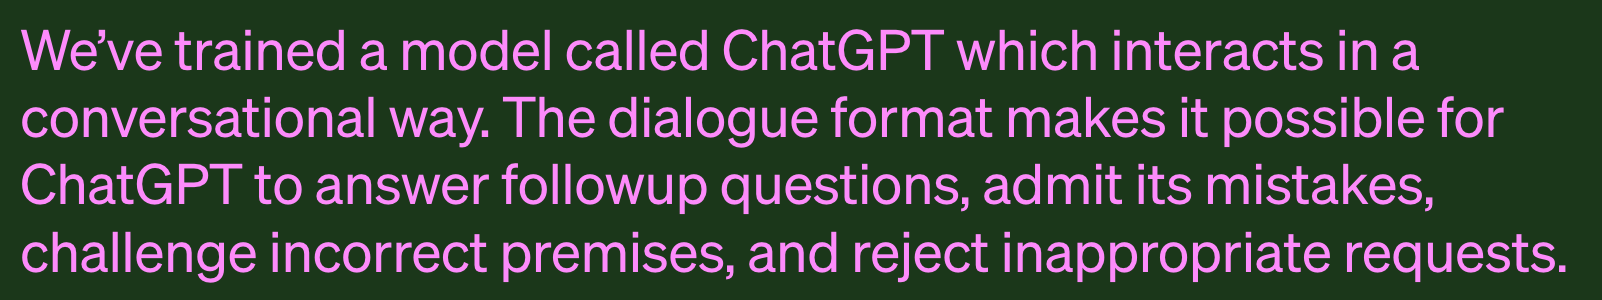 We’ve trained a model called ChatGPT which interacts in a
conversational way. The dialogue format makes it possible for
ChatGPT to answer followup questions, admit its mistakes,
challenge incorrect premises, and reject inappropriate requests.